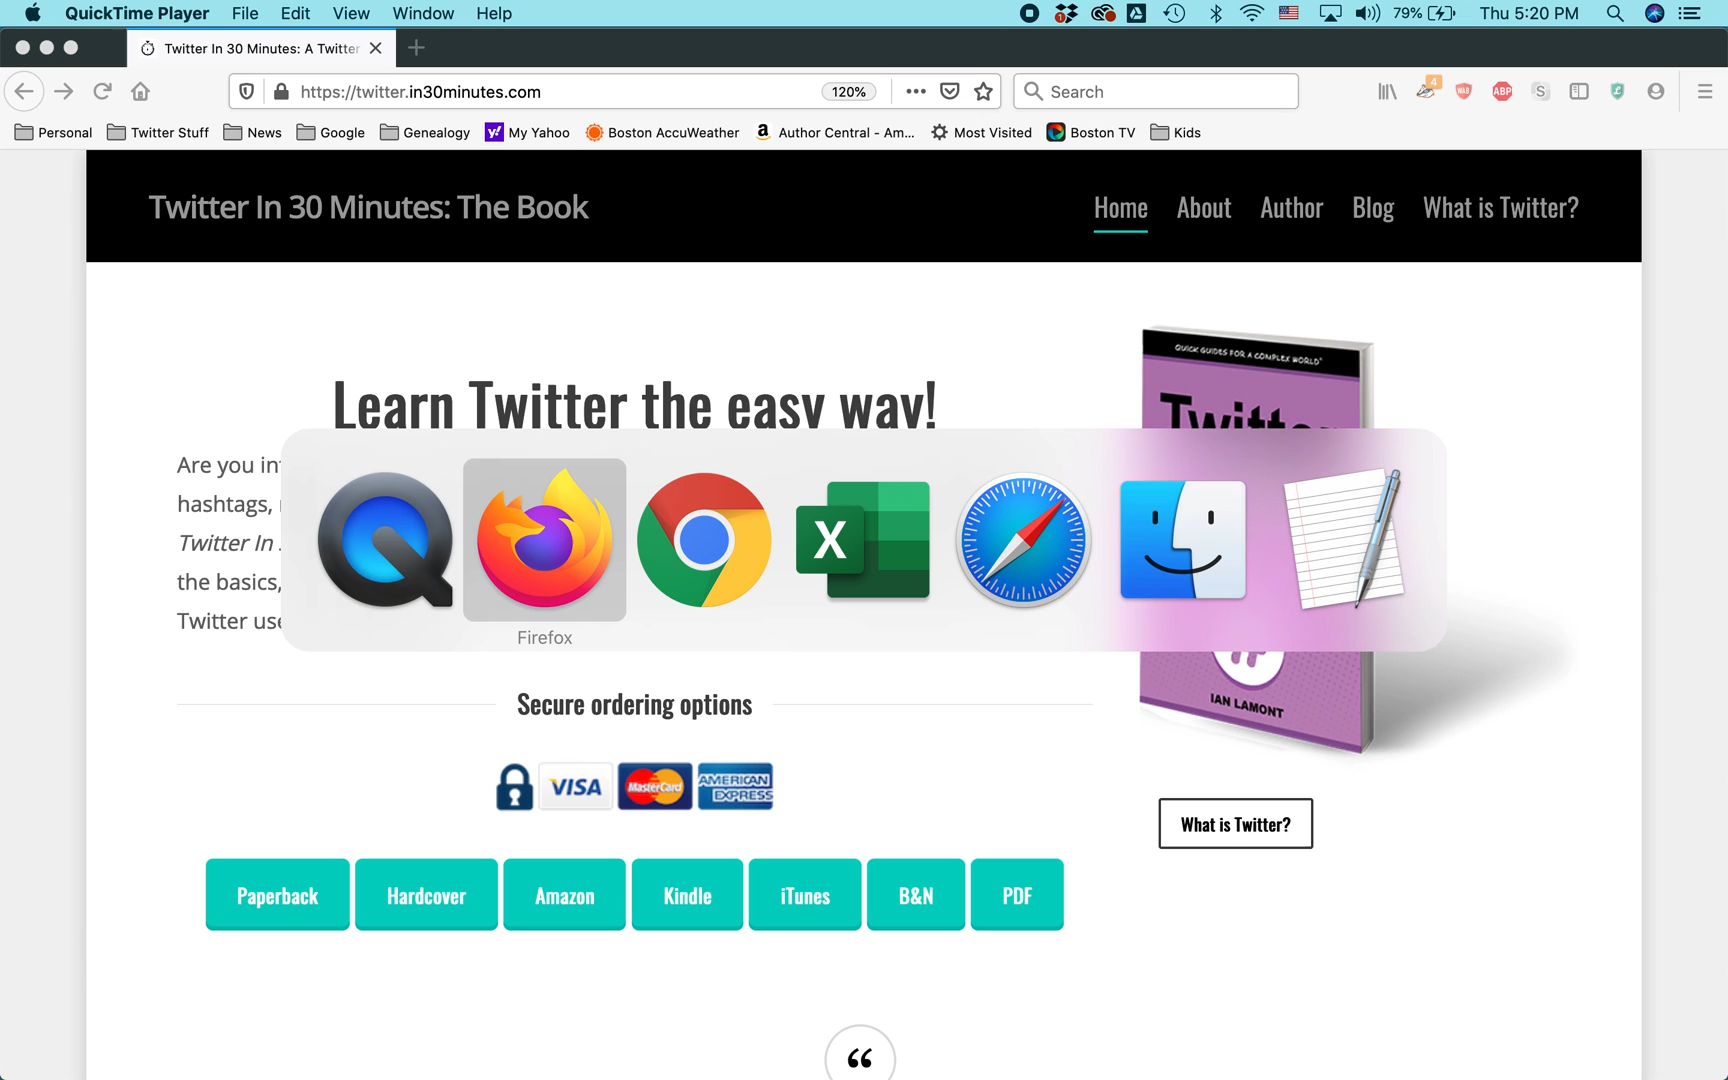 QuickTime Player File Edit View Window Help 79% Thu 5:20 PM
Twitter In 30 Minutes: A Twitter
https://twitter.in30minutes.com 120% Search 4 ABP S
Personal Twitter Stuff News Google Genealogy My Yahoo Boston AccuWeather Author Central - Am... Most Visited Boston TV Kids
Twitter In 30 Minutes: The Book
Home About Author Blog What is Twitter?
QUICK GUIDES FOR A COMPLEX WORLD
Twitter
Learn Twitter the easy way!
Are you in
hashtags,
Twitter In
the basics,
Twitter use
X
Firefox
IAN LAMONT
Secure ordering options
VISA MasterCard AMERICAN EXPRESS
What is Twitter?
Paperback Hardcover Amazon Kindle iTunes B&N PDF
“